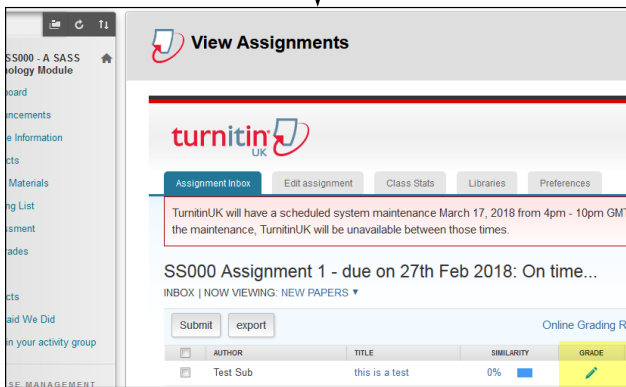 SS000 - A SASS
ology Module
oard
ncements
e Information
cts
Materials
ng List
ssment
rades
cts
aid We Did
in your activity group
SE MANAGEMENT
View Assignments
turnitin
UK
Assignment Inbox
Edit assignment
Class Stats
Libraries
Preferences
TurnitinUK will have a scheduled system maintenance March 17, 2018 from 4pm - 10pm GMT
the maintenance, TurnitinUK will be unavailable between those times.
SS000 Assignment 1 - due on 27th Feb 2018: On time...
INBOX | NOW VIEWING: NEW PAPERS ▼
Submit
export
Online Grading R
AUTHOR TITLE SIMILARITY GRADE
Test Sub this is a test 0%